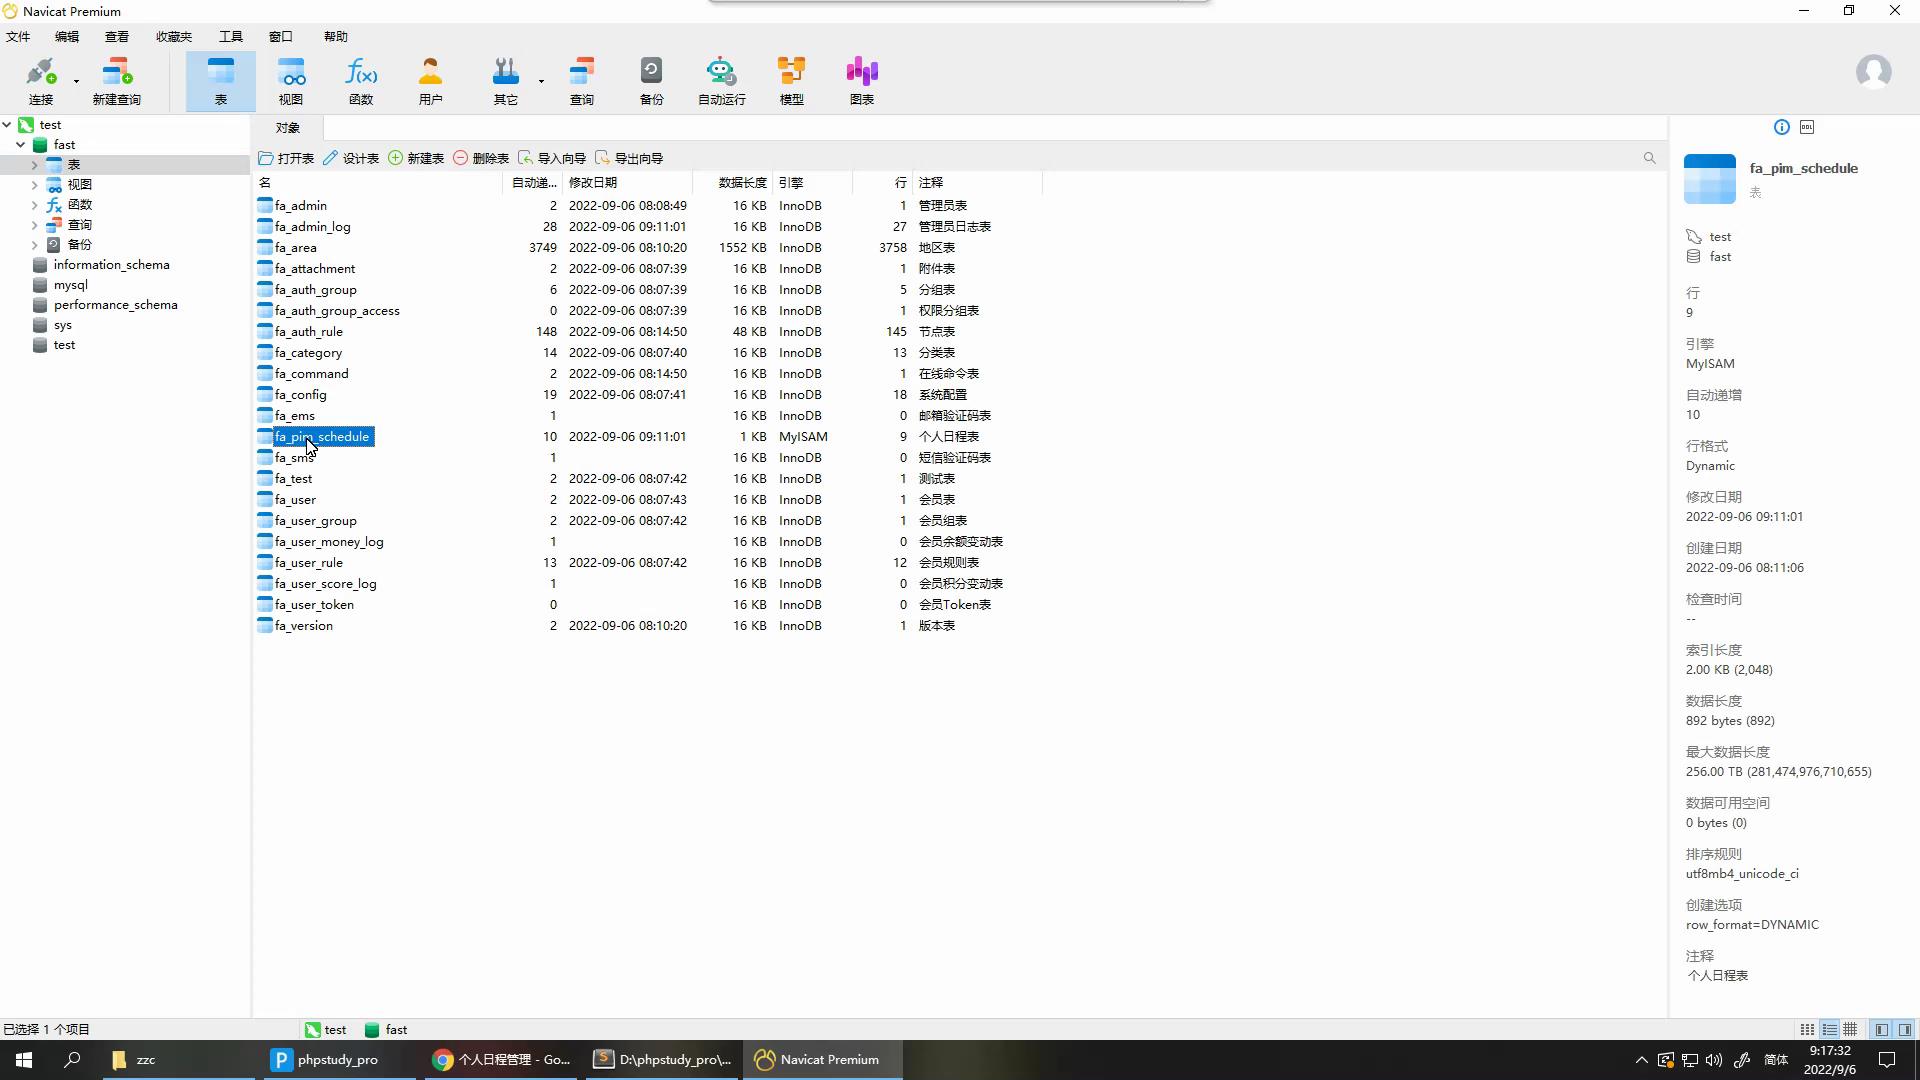 Navicat Premium
文件 编辑 查看 收藏夹 工具 窗口 帮助
连接 新建查询 表 视图 函数 用户 其它 查询 备份 自动运行 模型 图表
test
fast
表
视图
函数
查询
备份
information_schema
mysql
performance_schema
sys
test
对象
打开表 设计表 新建表 删除表 导入向导 导出向导
名 自动递... 修改日期 数据长度 引擎 行 注释
fa_admin 2 2022-09-06 08:08:49 16 KB InnoDB 1 管理员表
fa_admin_log 28 2022-09-06 09:11:01 16 KB InnoDB 27 管理员日志表
fa_area 3749 2022-09-06 08:10:20 1552 KB InnoDB 3758 地区表
fa_attachment 2 2022-09-06 08:07:39 16 KB InnoDB 1 附件表
fa_auth_group 6 2022-09-06 08:07:39 16 KB InnoDB 5 分组表
fa_auth_group_access 0 2022-09-06 08:07:39 16 KB InnoDB 1 权限分组表
fa_auth_rule 148 2022-09-06 08:14:50 48 KB InnoDB 145 节点表
fa_category 14 2022-09-06 08:07:40 16 KB InnoDB 13 分类表
fa_command 2 2022-09-06 08:14:50 16 KB InnoDB 1 在线命令表
fa_config 19 2022-09-06 08:07:41 16 KB InnoDB 18 系统配置
fa_ems 1 16 KB InnoDB 0 邮箱验证码表
fa_pim_schedule 10 2022-09-06 09:11:01 1 KB MyISAM 9 个人日程表
fa_sms 1 16 KB InnoDB 0 短信验证码表
fa_test 2 2022-09-06 08:07:42 16 KB InnoDB 1 测试表
fa_user 2 2022-09-06 08:07:43 16 KB InnoDB 1 会员表
fa_user_group 2 2022-09-06 08:07:42 16 KB InnoDB 1 会员组表
fa_user_money_log 1 16 KB InnoDB 0 会员余额变动表
fa_user_rule 13 2022-09-06 08:07:42 16 KB InnoDB 12 会员规则表
fa_user_score_log 1 16 KB InnoDB 0 会员积分变动表
fa_user_token 0 16 KB InnoDB 0 会员Token表
fa_version 2 2022-09-06 08:10:20 16 KB InnoDB 1 版本表
DDL
fa_pim_schedule
表
test
fast
行
9
引擎
MyISAM
自动递增
10
行格式
Dynamic
修改日期
2022-09-06 09:11:01
创建日期
2022-09-06 08:11:06
检查时间
--
索引长度
2.00 KB (2,048)
数据长度
892 bytes (892)
最大数据长度
256.00 TB (281,474,976,710,655)
数据可用空间
0 bytes (0)
排序规则
utf8mb4_unicode_ci
创建选项
row_format=DYNAMIC
注释
个人日程表
已选择 1 个项目 test fast
zzc phpstudy_pro 个人日程管理 - Go... D:\phpstudy_pro\... Navicat Premium 简体 9:17:32
2022/9/6